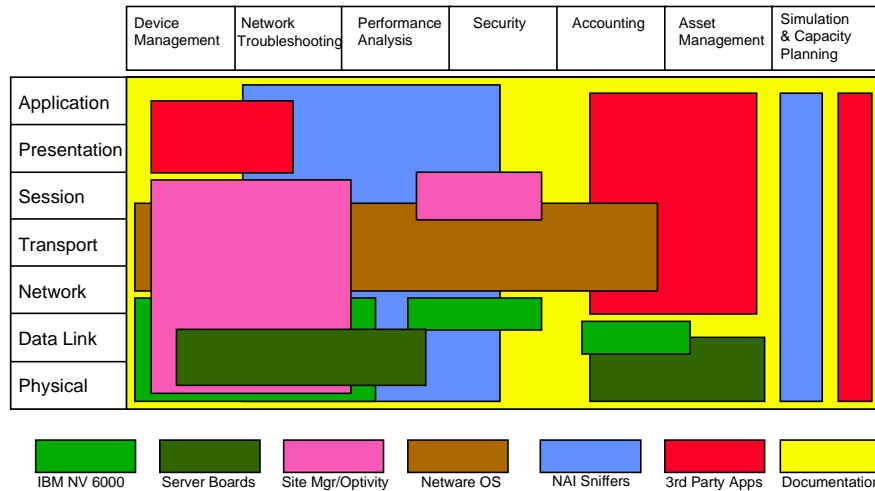 Device
Management
Network
Troubleshooting
Performance
Analysis
Security
Accounting
Asset
Management
Simulation
& Capacity
Planning
Application
Presentation
Session
Transport
Network
Data Link
Physical
IBM NV 6000
Server Boards
Site Mgr/Optivity
Netware OS
NAI Sniffers
3rd Party Apps
Documentation